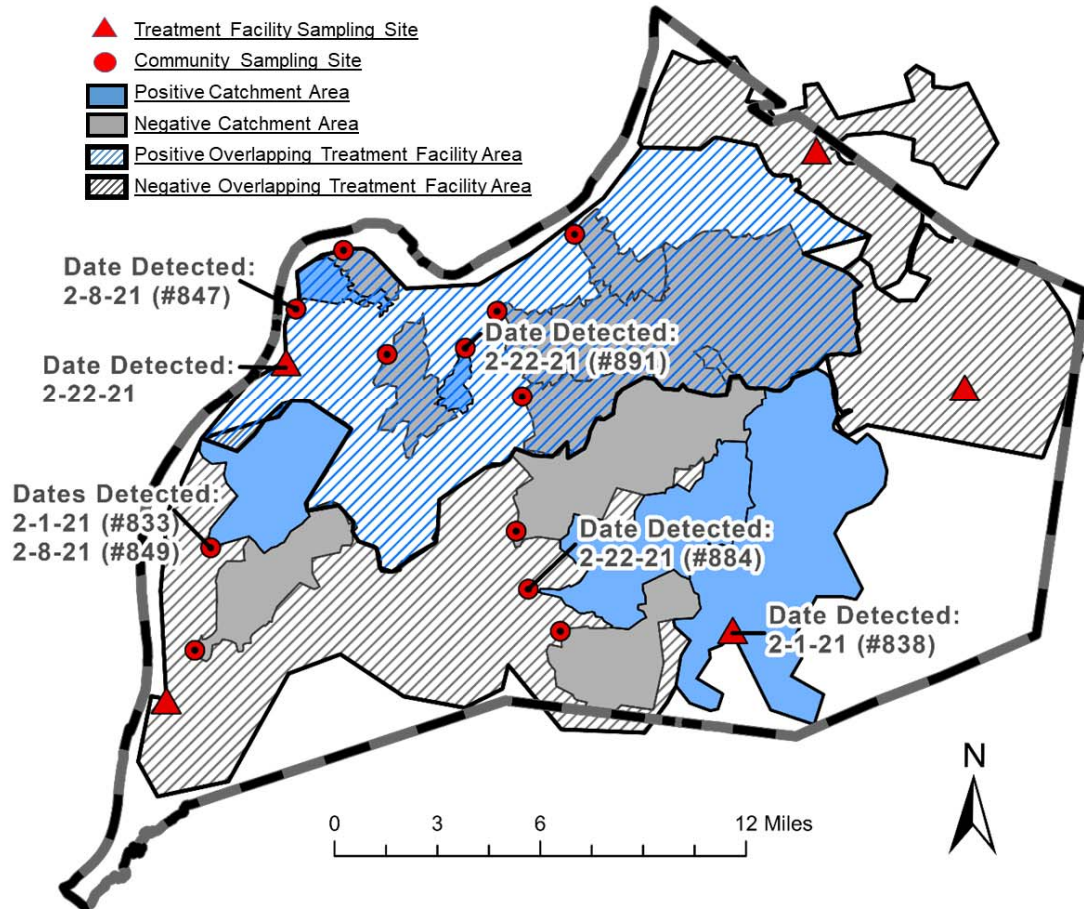 Treatment Facility Sampling Site
Community Sampling Site
Positive Catchment Area
Negative Catchment Area
Positive Overlapping Treatment Facility Area
Negative Overlapping Treatment Facility Area
Date Detected:
2-8-21 (#847)
Date Detected:
2-22-21 (#891)
Date Detected:
2-22-21
Dates Detected:
2-1-21 (#833)
2-8-21 (#849)
Date Detected:
2-22-21 (#884)
Date Detected:
2-1-21 (#838)
N
0 3 6 12 Miles